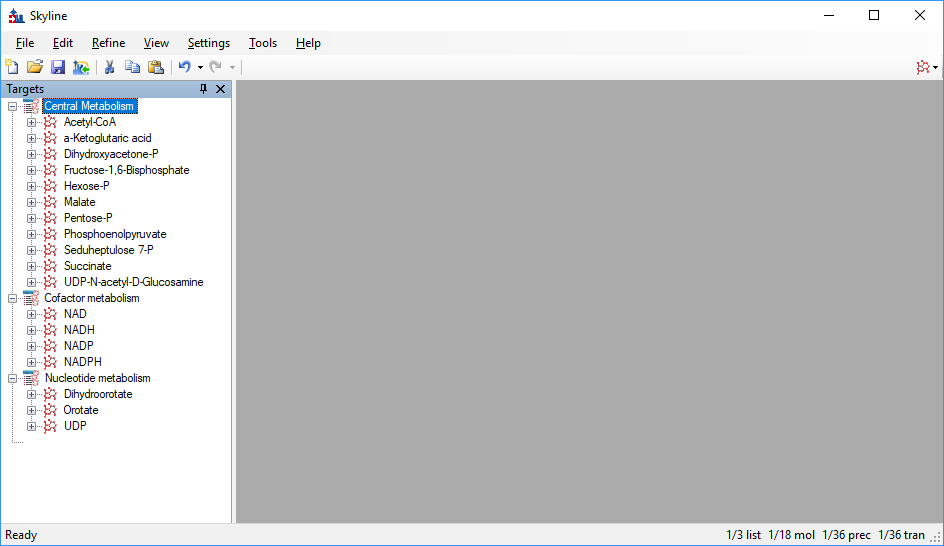 Skyline
File Edit Refine View Settings Tools Help
Targets
Central Metabolism
Acetyl-CoA
a-Ketoglutaric acid
Dihydroxyacetone-P
Fructose-1,6-Bisphosphate
Hexose-P
Malate
Pentose-P
Phosphoenolpyruvate
Seduheptulose 7-P
Succinate
UDP-N-acetyl-D-Glucosamine
Cofactor metabolism
NAD
NADH
NADP
NADPH
Nucleotide metabolism
Dihydroorotate
Orotate
UDP
Ready 1/3 list 1/18 mol 1/36 prec 1/36 tran